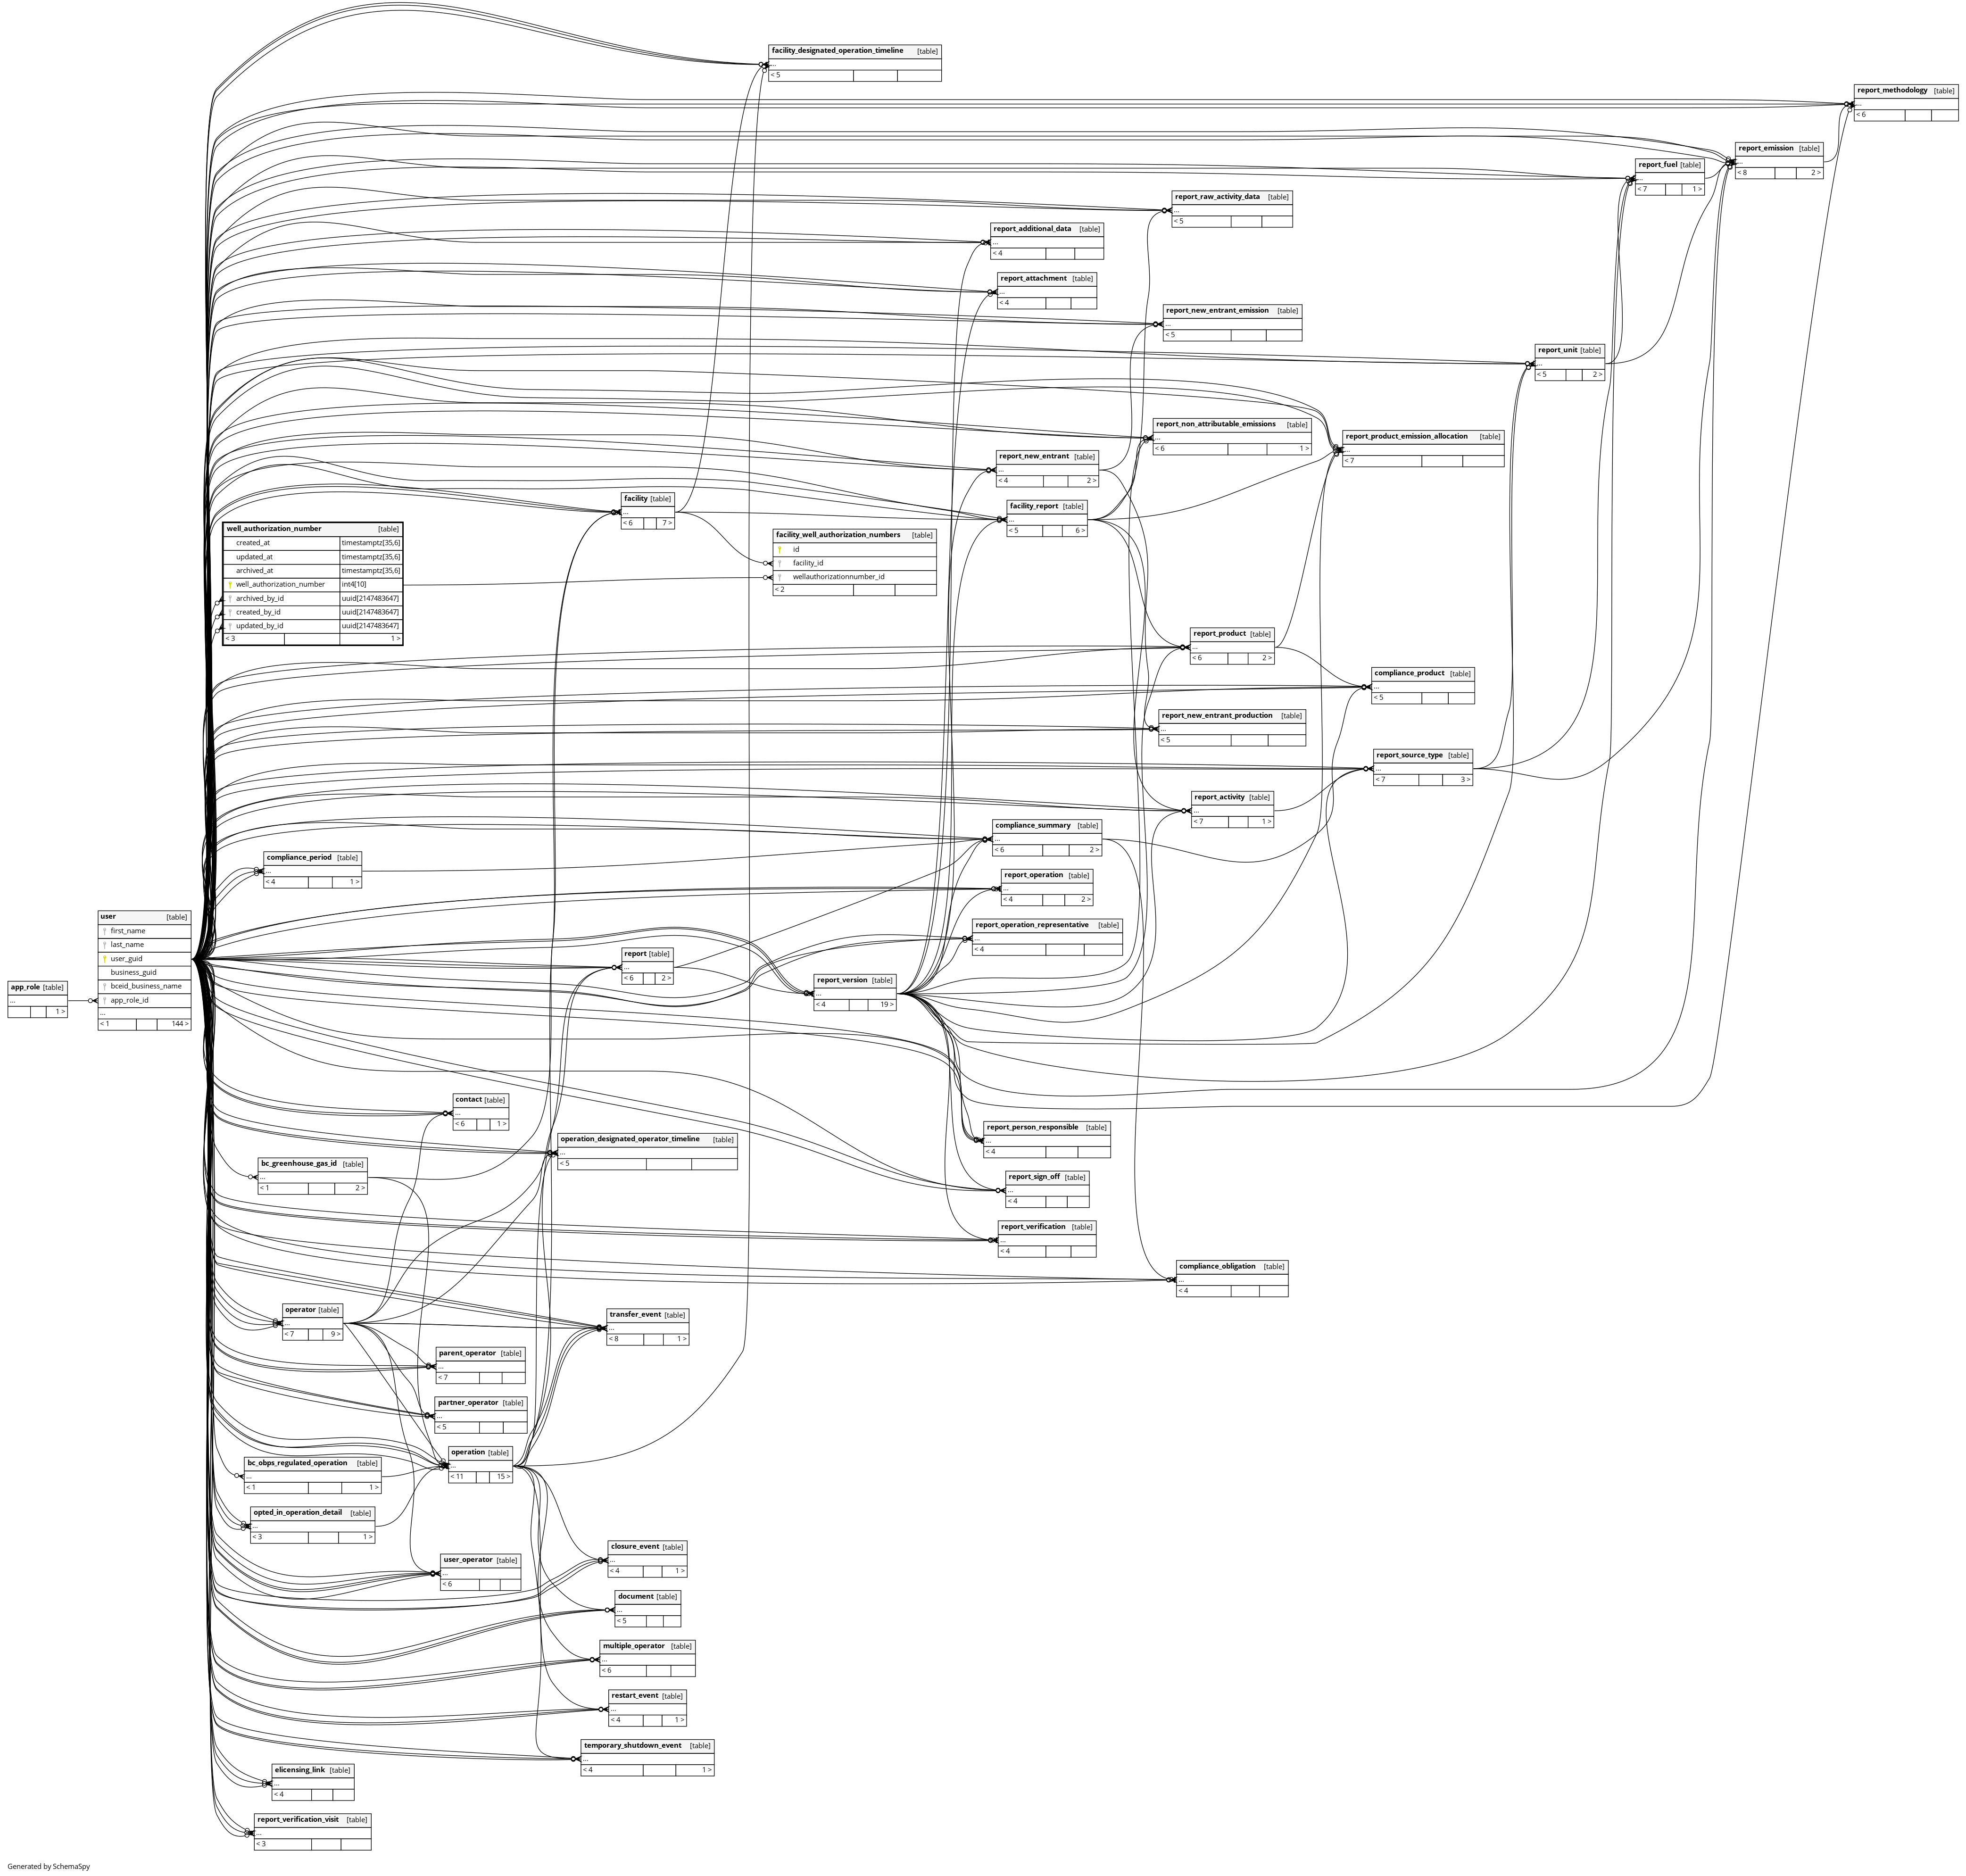 facility_designated_operation_timeline [table]
...
< 5
report_methodology [table]
...
< 6
report_emission [table]
...
< 8 2 >
report_fuel [table]
...
< 7 1 >
report_raw_activity_data [table]
...
< 5
report_additional_data [table]
...
< 4
report_attachment [table]
...
< 4
report_new_entrant_emission [table]
...
< 5
report_unit [table]
...
< 5 2 >
report_non_attributable_emissions [table]
...
< 6 1 >
report_product_emission_allocation [table]
...
< 7
report_new_entrant [table]
...
< 4 2 >
facility [table]
...
< 6 7 >
facility_report [table]
...
< 5 6 >
well_authorization_number [table]
created_at timestamptz[35,6]
updated_at timestamptz[35,6]
archived_at timestamptz[35,6]
well_authorization_number int4[10]
archived_by_id uuid[2147483647]
created_by_id uuid[2147483647]
updated_by_id uuid[2147483647]
< 3 1 >
facility_well_authorization_numbers [table]
id
facility_id
wellauthorizationnumber_id
< 2
report_product [table]
...
< 6 2 >
compliance_product [table]
...
< 5
report_new_entrant_production [table]
...
< 5
report_source_type [table]
...
< 7 3 >
report_activity [table]
...
< 7 1 >
compliance_summary [table]
...
< 6 2 >
compliance_period [table]
...
< 4 1 >
report_operation [table]
...
< 4 2 >
user [table]
first_name
last_name
user_guid
business_guid
bceid_business_name
app_role_id
...
< 1 144 >
report_operation_representative [table]
...
< 4
report [table]
...
< 6 2 >
report_version [table]
...
< 4 19 >
app_role [table]
...
1 >
contact [table]
...
< 6 1 >
report_person_responsible [table]
...
< 4
operation_designated_operator_timeline [table]
...
< 5
bc_greenhouse_gas_id [table]
...
< 1 2 >
report_sign_off [table]
...
< 4
report_verification [table]
...
< 4
compliance_obligation [table]
...
< 4
operator [table]
...
< 7 9 >
transfer_event [table]
...
< 8 1 >
parent_operator [table]
...
< 7
partner_operator [table]
...
< 5
operation [table]
...
< 11 15 >
bc_obps_regulated_operation [table]
...
< 1 1 >
opted_in_operation_detail [table]
...
< 3 1 >
closure_event [table]
...
< 4 1 >
user_operator [table]
...
< 6
document [table]
...
< 5
multiple_operator [table]
...
< 6
restart_event [table]
...
< 4 1 >
temporary_shutdown_event [table]
...
< 4 1 >
elicensing_link [table]
...
< 4
report_verification_visit [table]
...
< 3
Generated by SchemaSpy